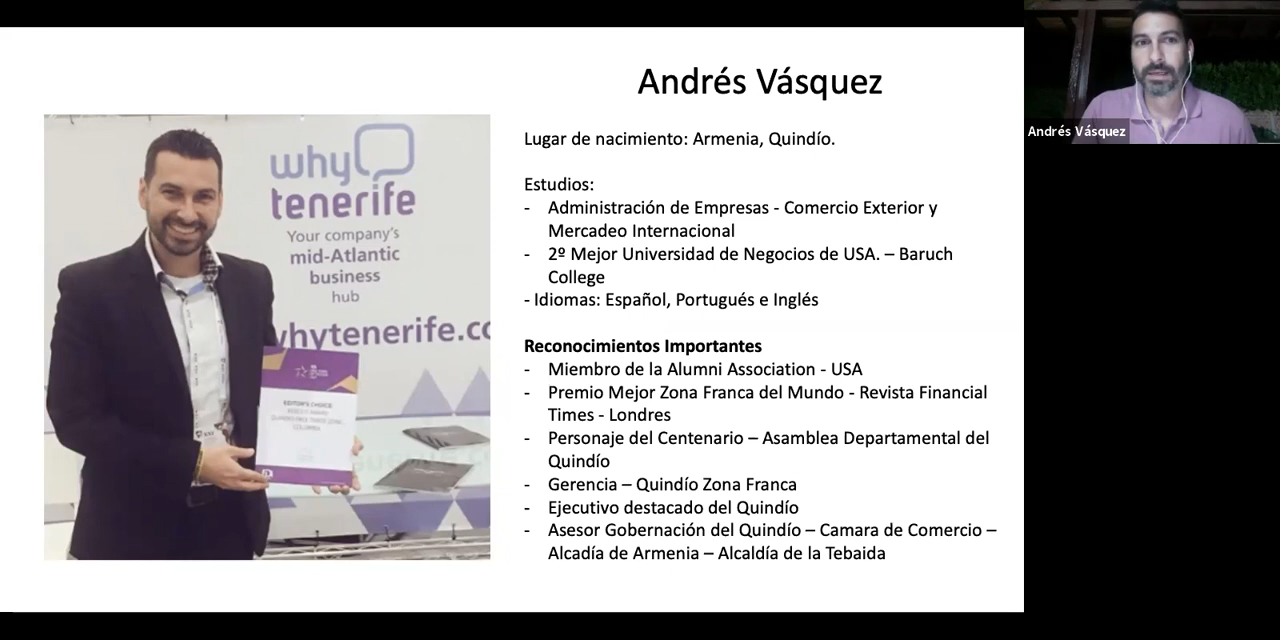 Andrés Vásquez
Andrés Vásquez
why
tenerife
Your company's
mid-Atlantic
business
hub
whytenerife.co
EDITOR'S CHOICE
COLOMBIA
Lugar de nacimiento: Armenia, Quindío.
Estudios:
- Administración de Empresas - Comercio Exterior y
Mercadeo Internacional
- 2º Mejor Universidad de Negocios de USA. – Baruch
College
- Idiomas: Español, Portugués e Inglés
Reconocimientos Importantes
- Miembro de la Alumni Association - USA
- Premio Mejor Zona Franca del Mundo - Revista Financial
Times - Londres
- Personaje del Centenario – Asamblea Departamental del
Quindío
- Gerencia – Quindío Zona Franca
- Ejecutivo destacado del Quindío
- Asesor Gobernación del Quindío – Camara de Comercio –
Alcadía de Armenia – Alcaldía de la Tebaida